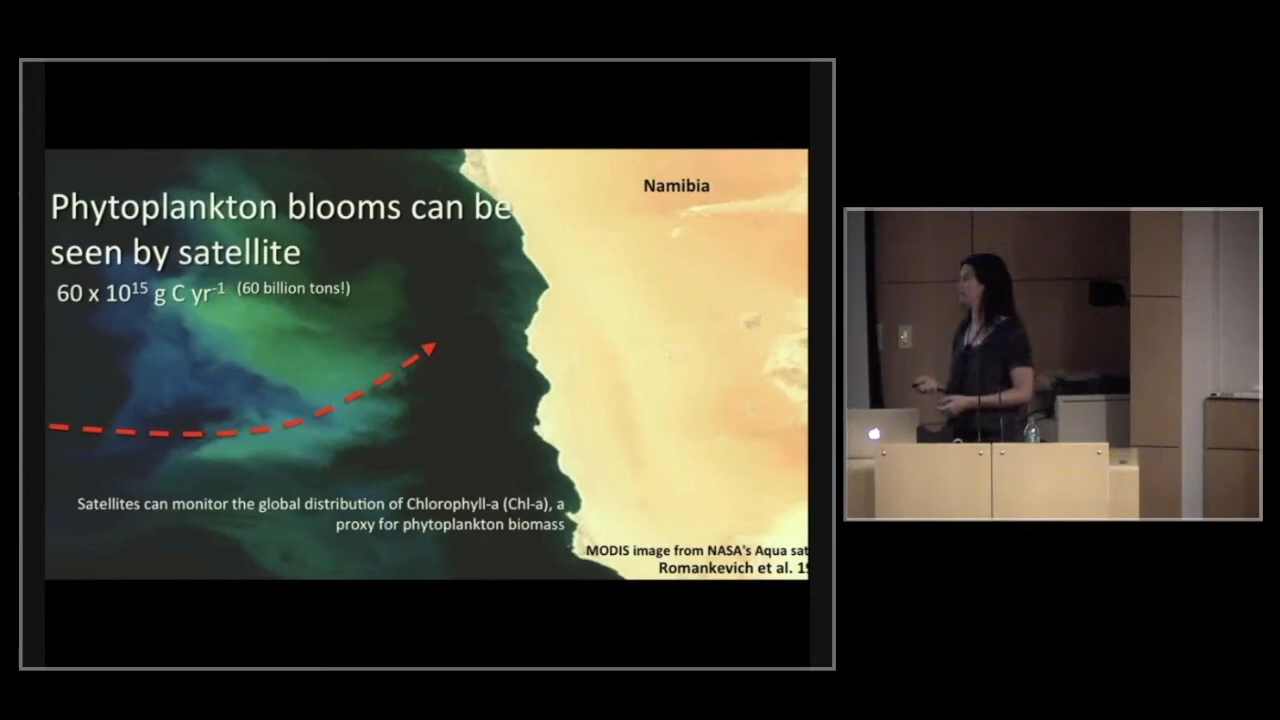 Phytoplankton blooms can be
seen by satellite
60 x 10¹⁵ g C yr⁻¹ (60 billion tons!)
Namibia
Satellites can monitor the global distribution of Chlorophyll-a (Chl-a), a
proxy for phytoplankton biomass
MODIS image from NASA's Aqua
Romankevich et al.